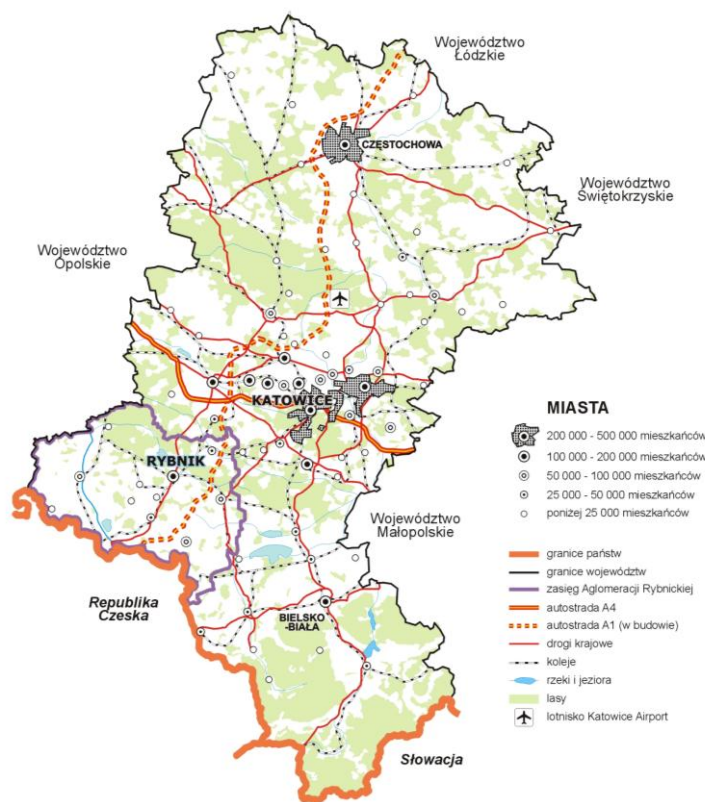 Województwo
Łódzkie
CZĘSTOCHOWA
Województwo
Świętokrzyskie
Województwo
Opolskie
KATOWICE
RYBNIK
Województwo
Małopolskie
Republika
Czeska
BIELSKO
-BIAŁA
Słowacja
MIASTA
200 000 - 500 000 mieszkańców
100 000 - 200 000 mieszkańców
50 000 - 100 000 mieszkańców
25 000 - 50 000 mieszkańców
poniżej 25 000 mieszkańców
granice państw
granice województw
zasięg Aglomeracji Rybnickiej
autostrada A4
autostrada A1 (w budowie)
drogi krajowe
koleje
rzeki i jeziora
lasy
lotnisko Katowice Airport